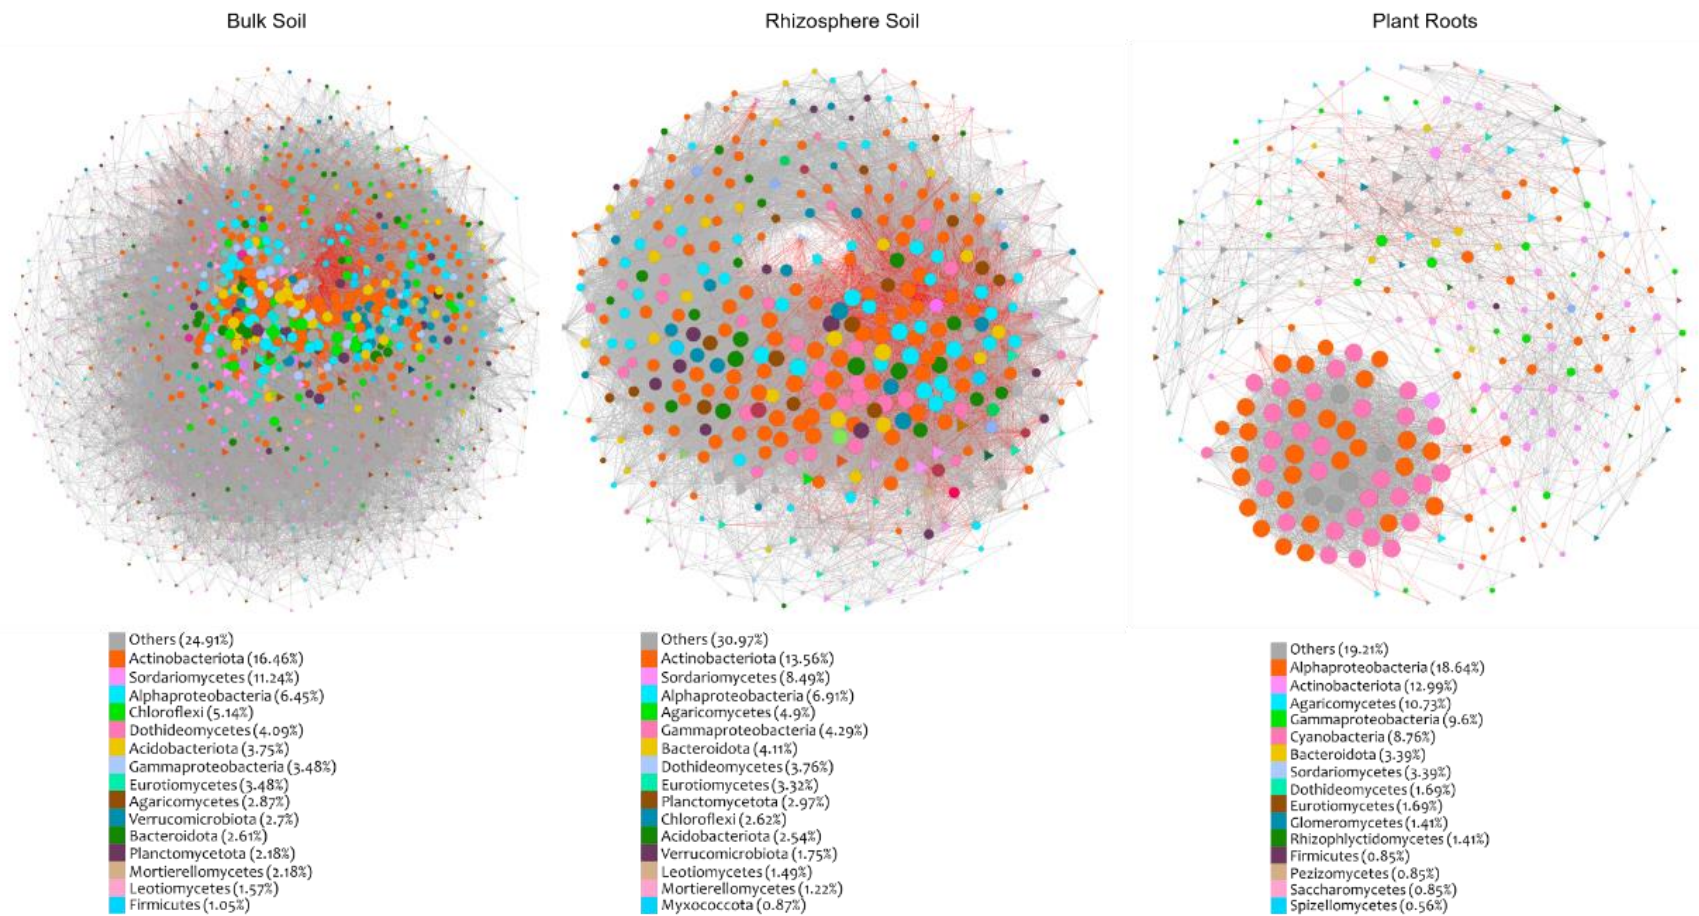 Bulk Soil
Rhizosphere Soil
Plant Roots
Others (24.91%)
Actinobacteriota (16.46%)
Sordariomycetes (11.24%)
Alphaproteobacteria (6.45%)
Chloroflexi (5.14%)
Dothideomycetes (4.09%)
Acidobacteriota (3.75%)
Gammaproteobacteria (3.48%)
Eurotiomycetes (3.48%)
Agaricomycetes (2.87%)
Verrucomicrobiota (2.7%)
Bacteroidota (2.61%)
Planctomycetota (2.18%)
Mortierellomycetes (2.18%)
Leotiomycetes (1.57%)
Firmicutes (1.05%)
Others (30.97%)
Actinobacteriota (13.56%)
Sordariomycetes (8.49%)
Alphaproteobacteria (6.91%)
Agaricomycetes (4.9%)
Gammaproteobacteria (4.29%)
Bacteroidota (4.11%)
Dothideomycetes (3.76%)
Eurotiomycetes (3.32%)
Planctomycetota (2.97%)
Chloroflexi (2.62%)
Acidobacteriota (2.54%)
Verrucomicrobiota (1.75%)
Leotiomycetes (1.49%)
Mortierellomycetes (1.22%)
Myxococcota (0.87%)
Others (19.21%)
Alphaproteobacteria (18.64%)
Actinobacteriota (12.99%)
Agaricomycetes (10.73%)
Gammaproteobacteria (9.6%)
Cyanobacteria (8.76%)
Bacteroidota (3.39%)
Sordariomycetes (3.39%)
Dothideomycetes (1.69%)
Eurotiomycetes (1.69%)
Glomeromycetes (1.41%)
Rhizophlyctidomycetes (1.41%)
Firmicutes (0.85%)
Pezizomycetes (0.85%)
Saccharomycetes (0.85%)
Spizellomycetes (0.56%)